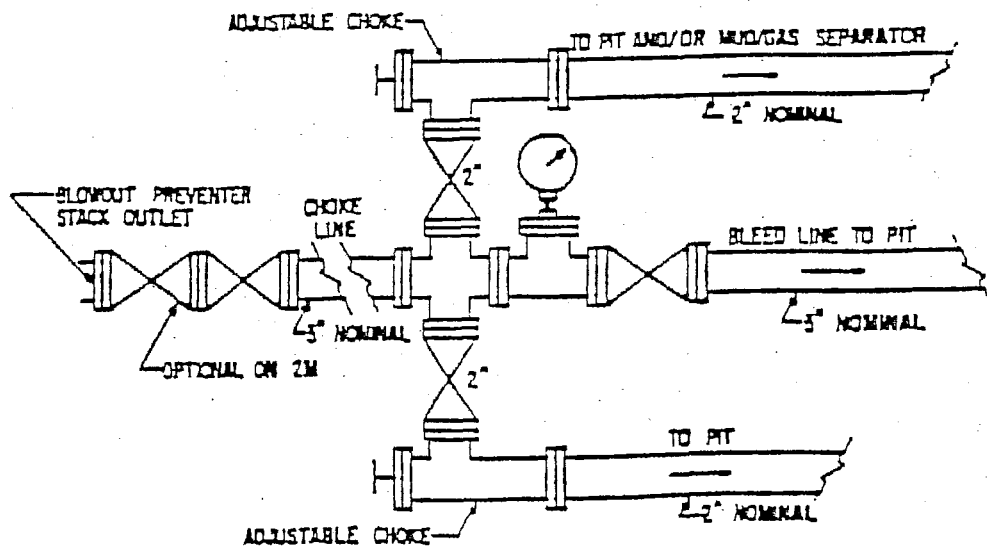 ADJUSTABLE CHOKE
TO PIT AND/OR MUD/GAS SEPARATOR
2" NOMINAL
2"
BLOWOUT PREVENTER
STACK OUTLET
CHOKE
LINE
BLEED LINE TO PIT
3" NOMINAL
3" NOMINAL
OPTIONAL ON 2M
2"
TO PIT
2" NOMINAL
ADJUSTABLE CHOKE